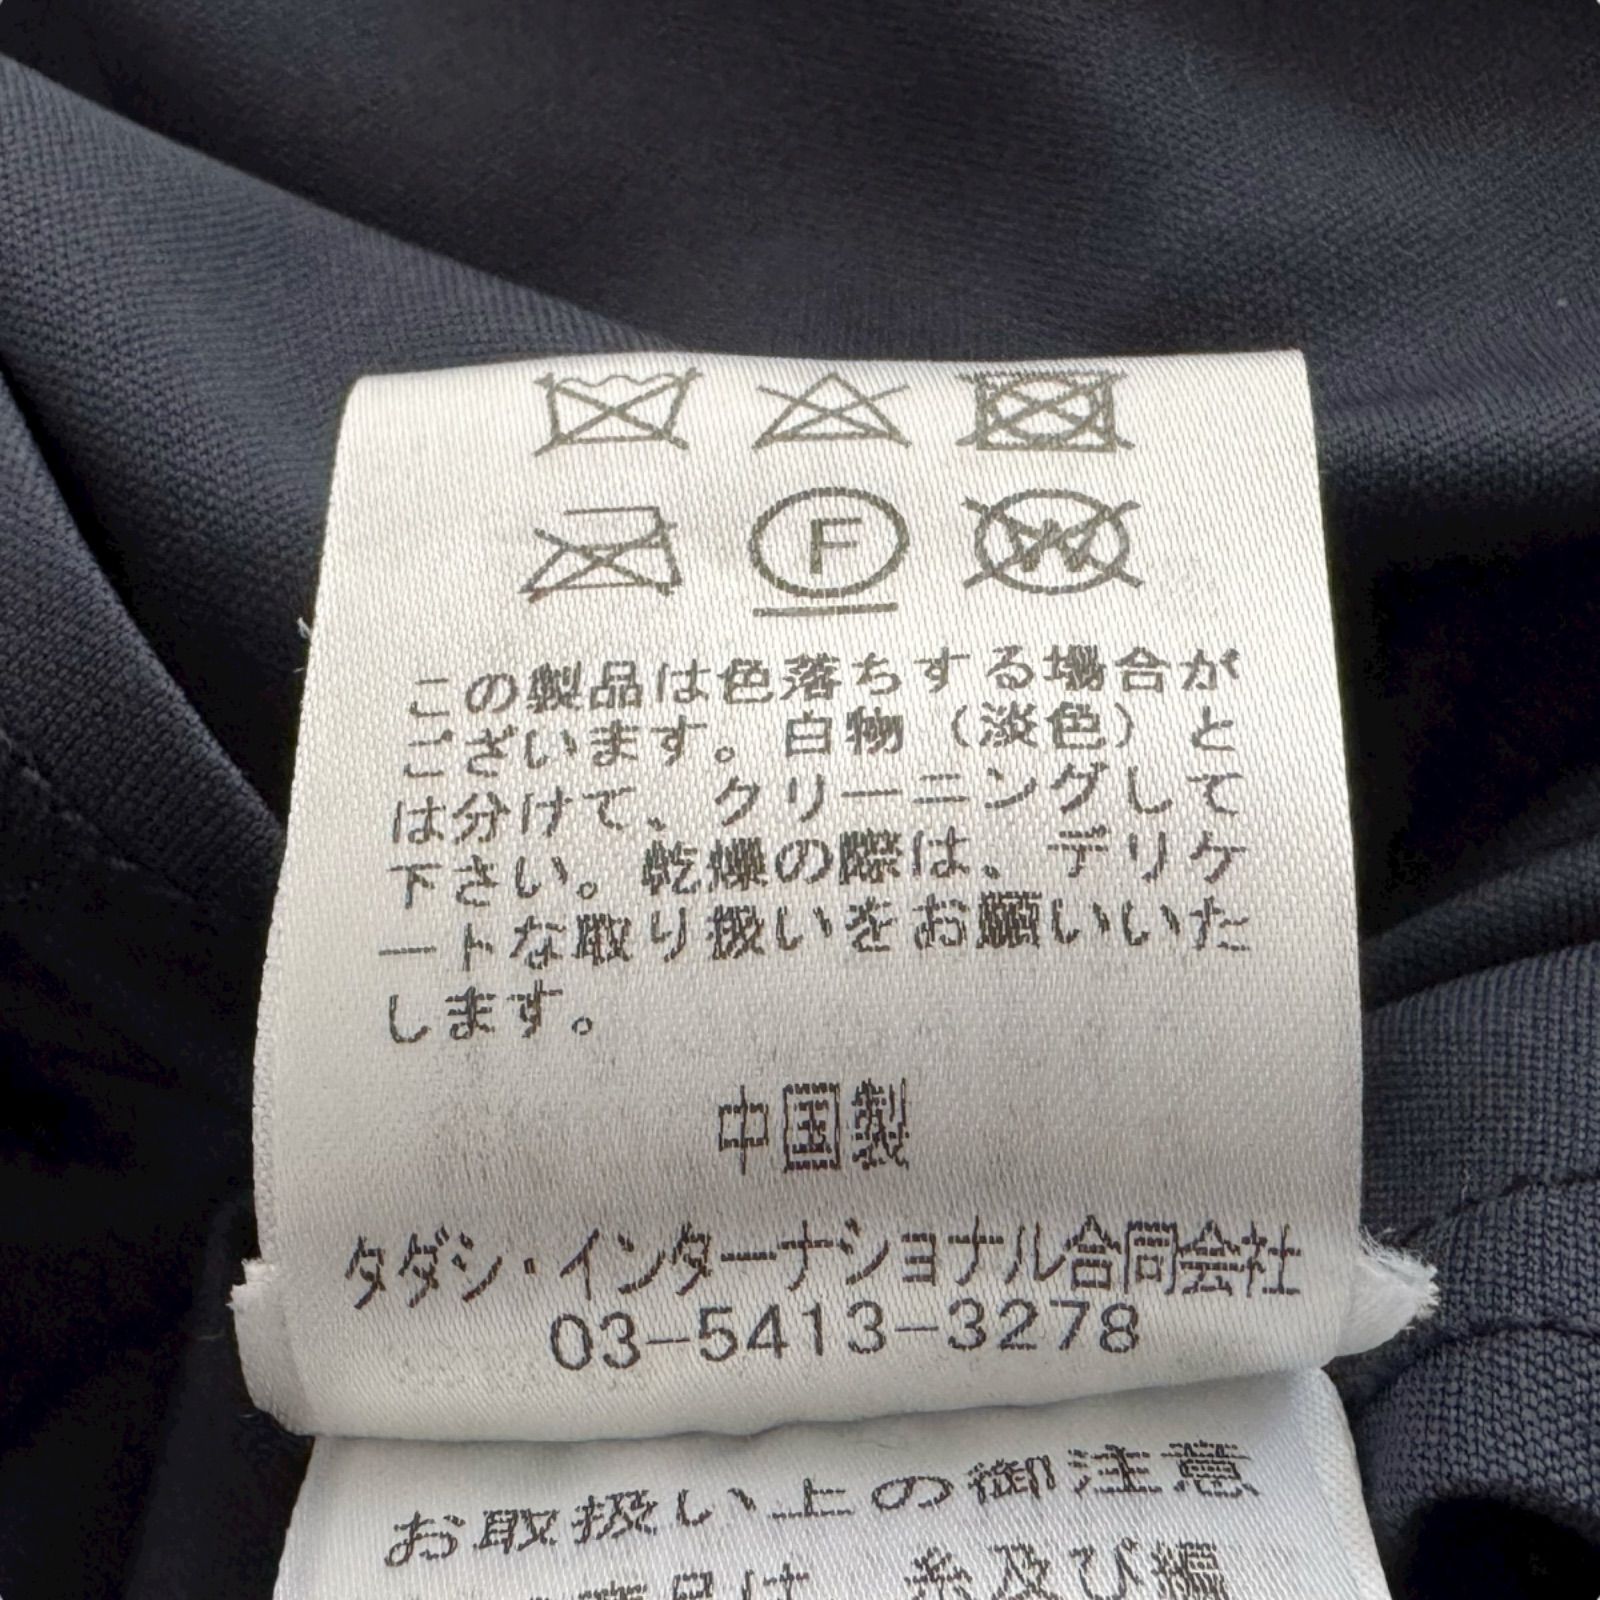 F
W
この製品は色落ちする場合が
ございます。白物（淡色）と
は分けて、クリーニングして
下さい。乾燥の際は、デリケ
ートな取り扱いをお願いいた
します。
中国製
タダシ・インターナショナル合同会社
03-5413-3278
お取扱い上の御注意
糸及び編